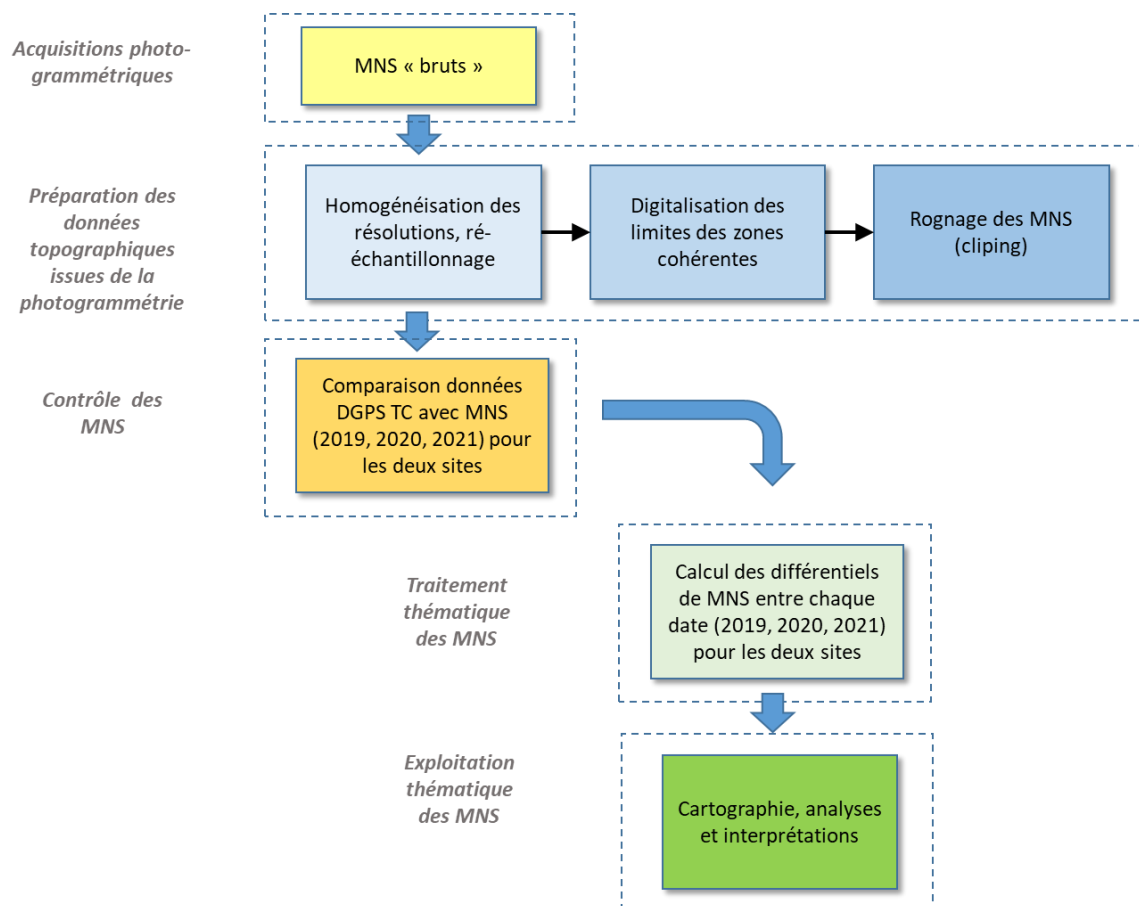 Acquisitions photo-
grammétriques
MNS « bruts »
Préparation des
données
topographiques
issues de la
photogrammétrie
Homogénéisation des
résolutions, ré-
échantillonnage
Digitalisation des
limites des zones
cohérentes
Rognage des MNS
(cliping)
Contrôle des
MNS
Comparaison données
DGPS TC avec MNS
(2019, 2020, 2021) pour
les deux sites
Traitement
thématique
des MNS
Calcul des différentiels
de MNS entre chaque
date (2019, 2020, 2021)
pour les deux sites
Exploitation
thématique
des MNS
Cartographie, analyses
et interprétations